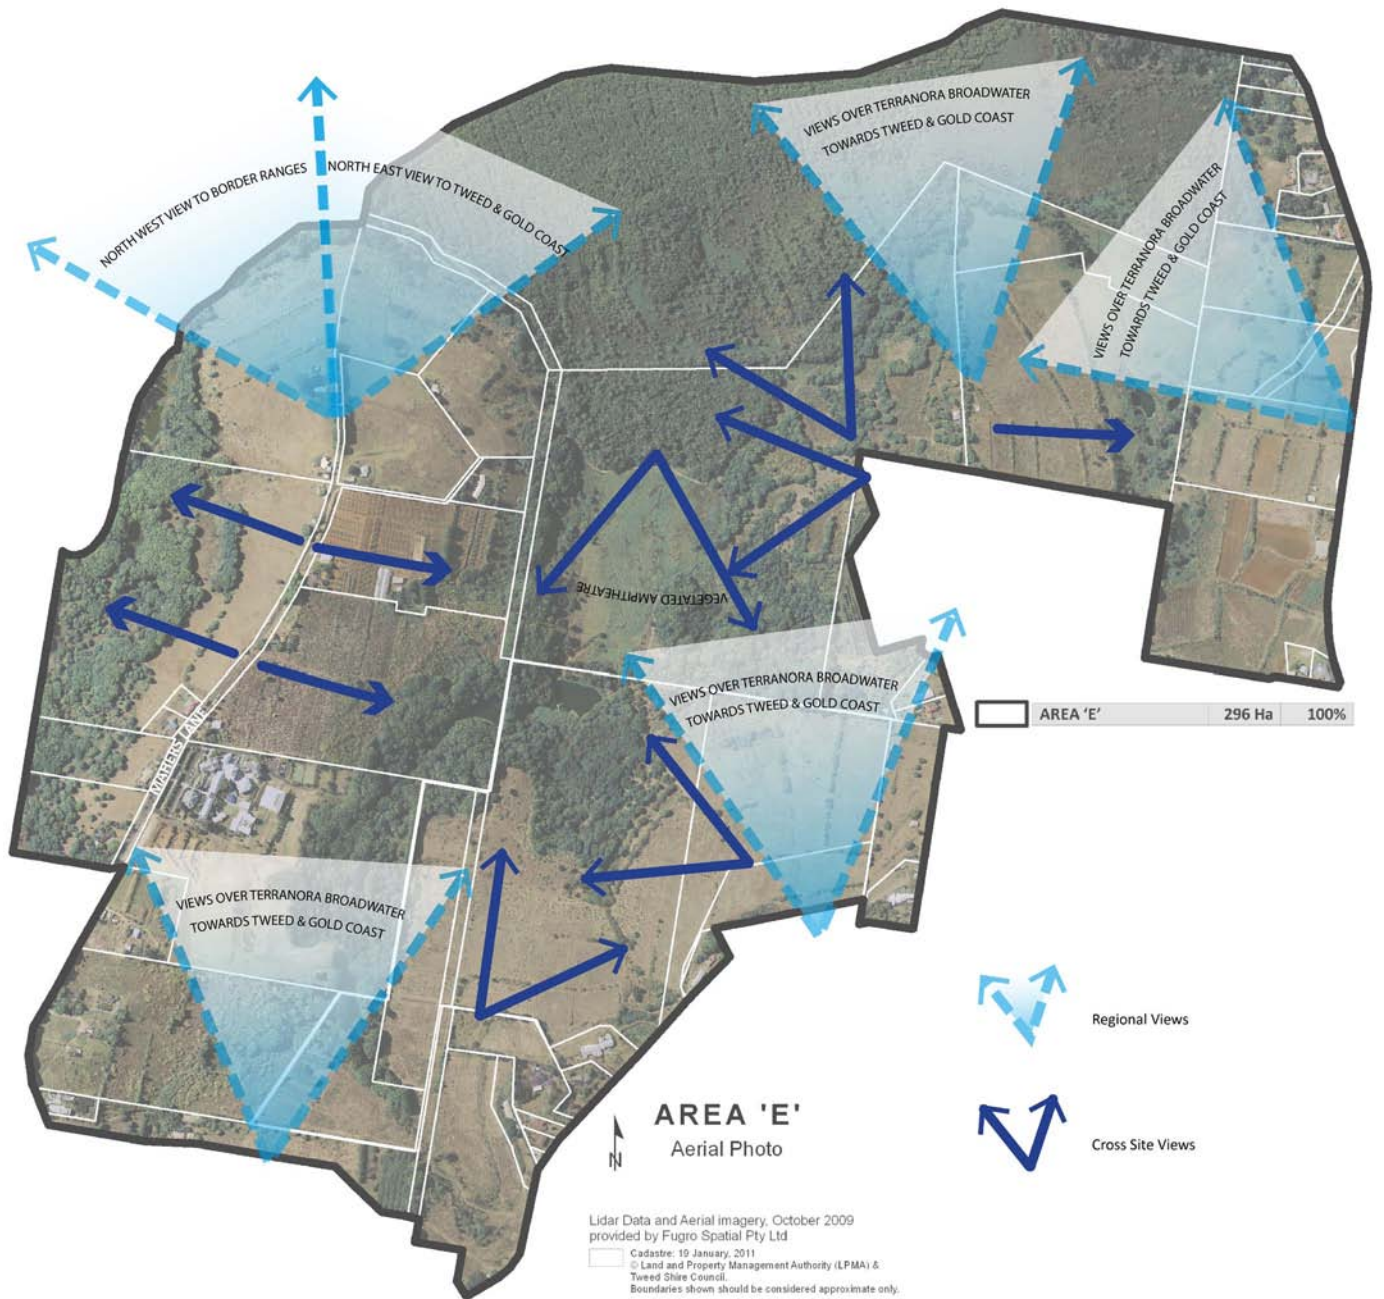 VIEWS OVER TERRANORA BROADWATER
TOWARDS TWEED & GOLD COAST
NORTH WEST VIEW TO BORDER RANGES
NORTH EAST VIEW TO TWEED & GOLD COAST
VIEWS OVER TERRANORA BROADWATER
TOWARDS TWEED & GOLD COAST
VEGETATED AMPITHEATRE
VIEWS OVER TERRANORA BROADWATER
TOWARDS TWEED & GOLD COAST
AREA 'E' 296 Ha 100%
MAHERS LANE
VIEWS OVER TERRANORA BROADWATER
TOWARDS TWEED & GOLD COAST
Regional Views
AREA 'E'
Aerial Photo
N
Cross Site Views
Lidar Data and Aerial imagery, October 2009
provided by Fugro Spatial Pty Ltd
Cadastre: 19 January, 2011
© Land and Property Management Authority (LPMA) &
Tweed Shire Council.
Boundaries shown should be considered approximate only.